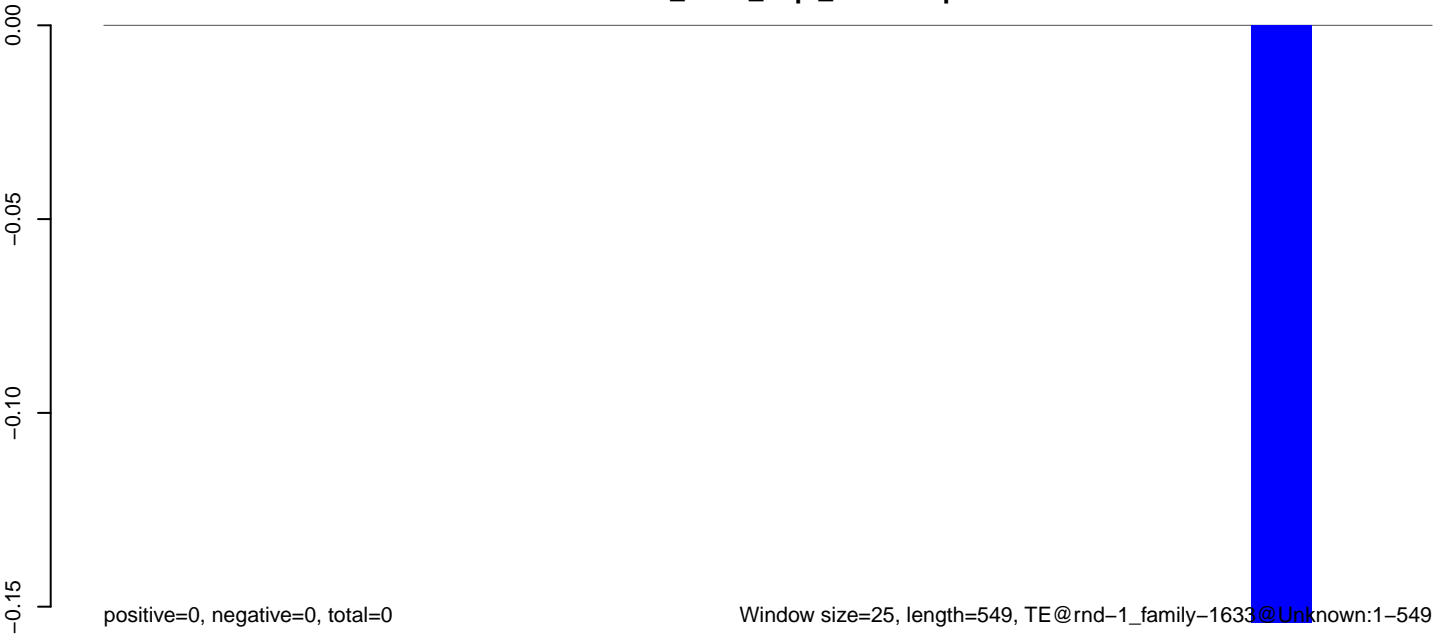 0.00
−0.05
−0.10
−0.15
positive=0, negative=0, total=0
Window size=25, length=549, TE@rnd−1_family−1633@Unknown:1−549